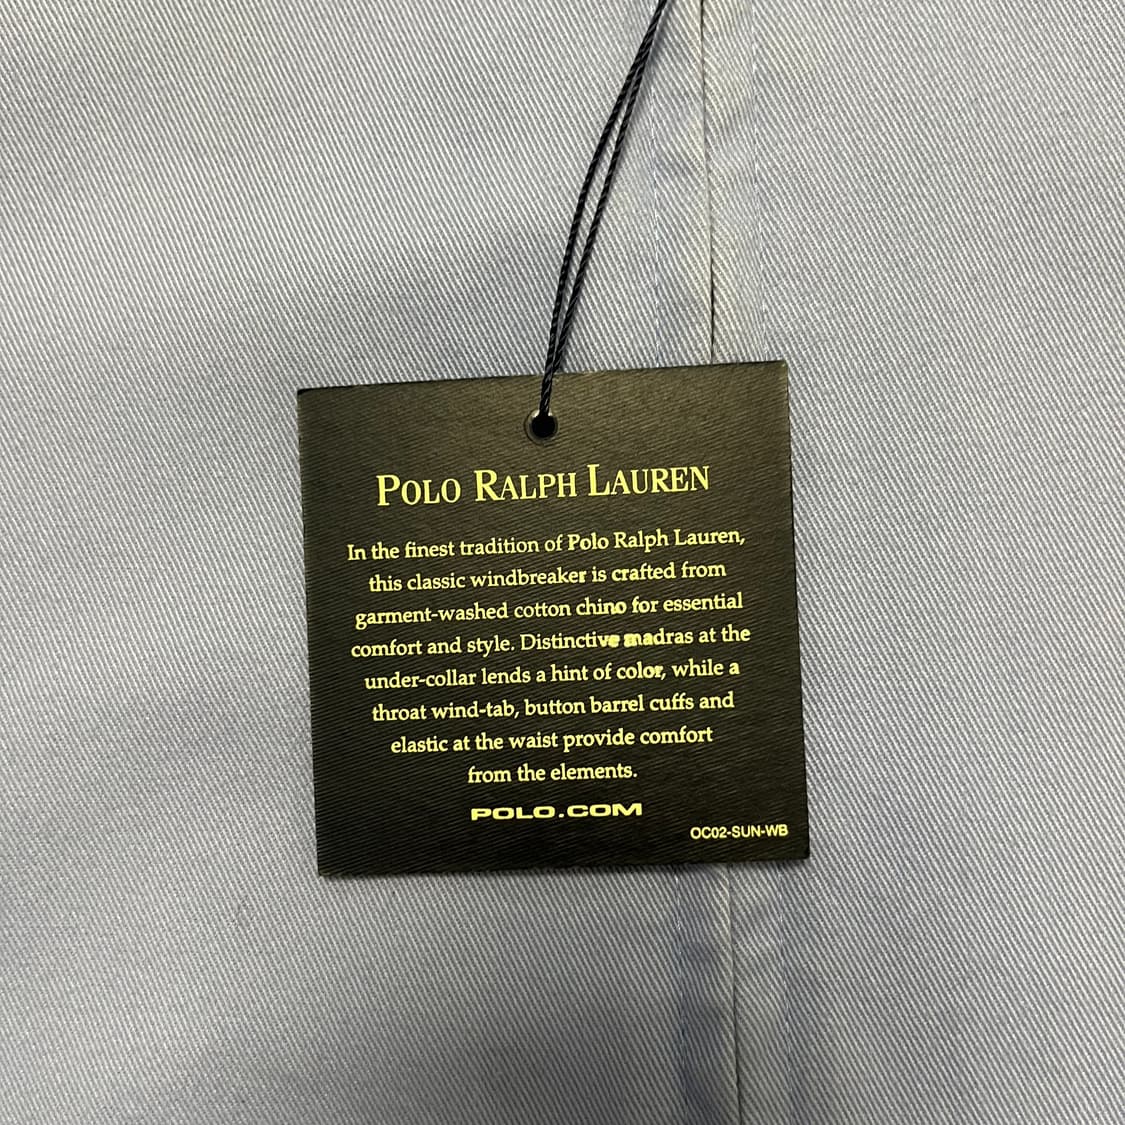 POLO RALPH LAUREN
In the finest tradition of Polo Ralph Lauren,
this classic windbreaker is crafted from
garment-washed cotton chino for essential
comfort and style. Distinctive madras at the
under-collar lends a hint of color, while a
throat wind-tab, button barrel cuffs and
elastic at the waist provide comfort
from the elements.
POLO.COM
OC02-SUN-WB